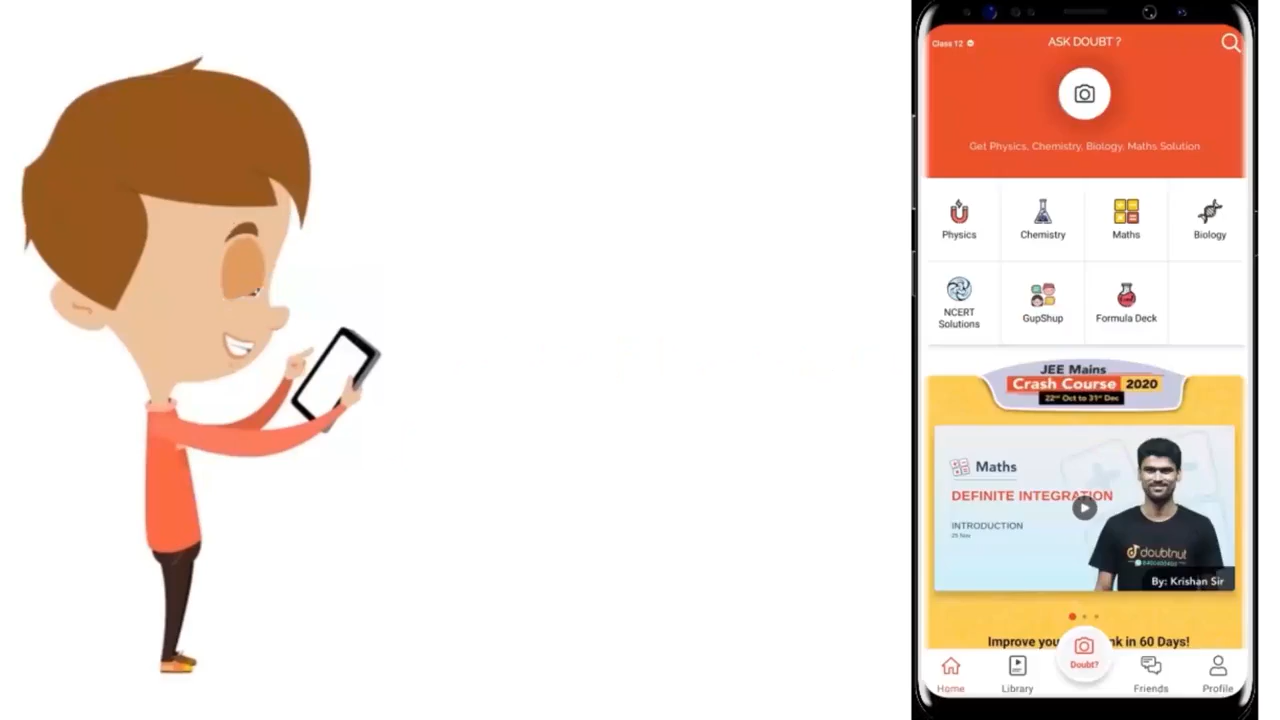 Class 12
ASK DOUBT ?
Get Physics, Chemistry, Biology, Maths Solution
Physics
Chemistry
Maths
Biology
NCERT
Solutions
GupShup
Formula Deck
JEE Mains
Crash Course 2020
22nd Oct to 31st Dec
Maths
DEFINITE INTEGRATION
INTRODUCTION
doubtnut
By: Krishan Sir
Improve you nk in 60 Days!
Doubt?
Home
Library
Friends
Profile